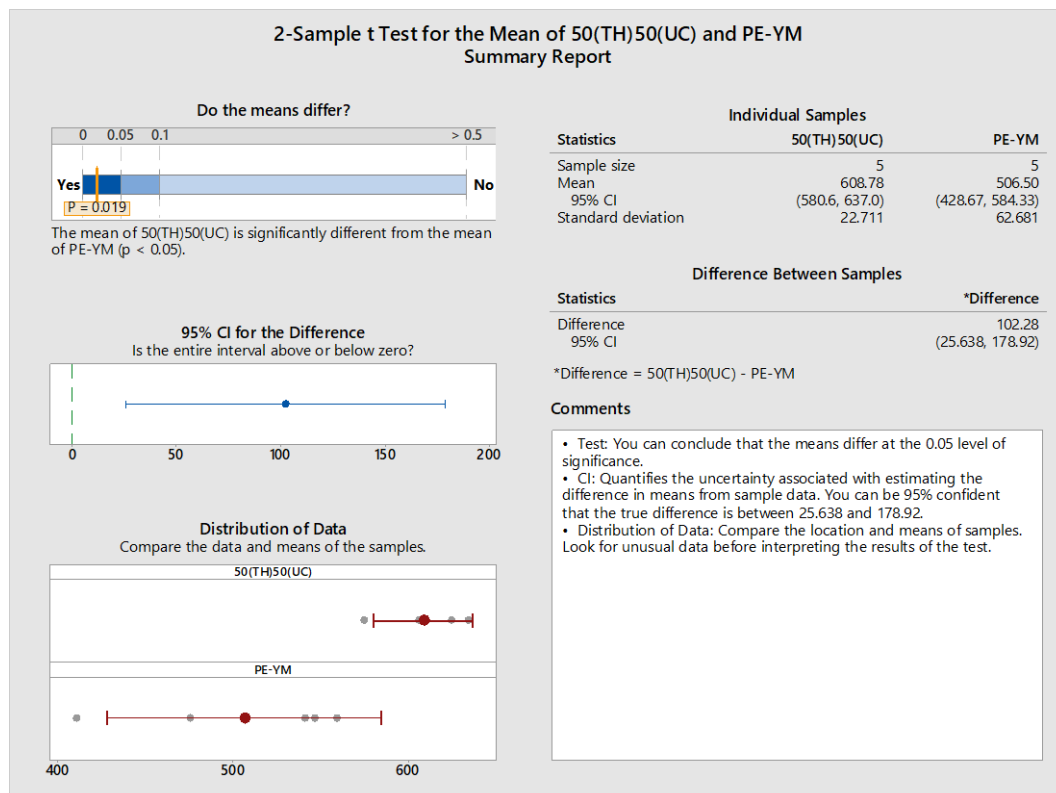 2-Sample t Test for the Mean of 50(TH)50(UC) and PE-YM
Summary Report
Do the means differ?
0 0.05 0.1 > 0.5
Yes No
P = 0.019
The mean of 50(TH)50(UC) is significantly different from the mean
of PE-YM (p < 0.05).
95% CI for the Difference
Is the entire interval above or below zero?
0 50 100 150 200
Distribution of Data
Compare the data and means of the samples.
50(TH)50(UC)
PE-YM
400 500 600
Individual Samples
Statistics 50(TH)50(UC) PE-YM
Sample size 5 5
Mean 608.78 506.50
95% CI (580.6, 637.0) (428.67, 584.33)
Standard deviation 22.711 62.681
Difference Between Samples
Statistics *Difference
Difference 102.28
95% CI (25.638, 178.92)
*Difference = 50(TH)50(UC) - PE-YM
Comments
• Test: You can conclude that the means differ at the 0.05 level of
significance.
• CI: Quantifies the uncertainty associated with estimating the
difference in means from sample data. You can be 95% confident
that the true difference is between 25.638 and 178.92.
• Distribution of Data: Compare the location and means of samples.
Look for unusual data before interpreting the results of the test.